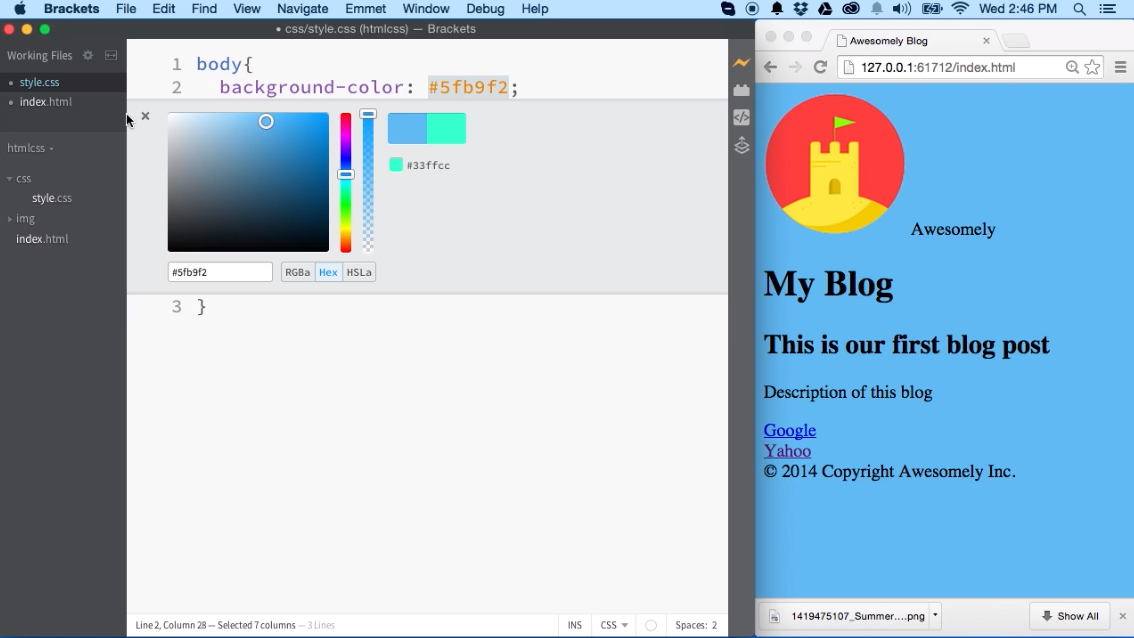 Brackets File Edit Find View Navigate Emmet Window Debug Help Wed 2:46 PM
• css/style.css (htmlcss) — Brackets
Working Files
• style.css
• index.html
htmlcss
css
style.css
img
index.html
1 body{
2 background-color: #5fb9f2;
#33ffcc
#5fb9f2 RGBa Hex HSLa
3 }
Line 2, Column 28 — Selected 7 columns — 3 Lines INS CSS Spaces: 2
Awesomely Blog
127.0.0.1:61712/index.html
Awesomely
My Blog
This is our first blog post
Description of this blog
Google
Yahoo
© 2014 Copyright Awesomely Inc.
1419475107_Summer....png Show All